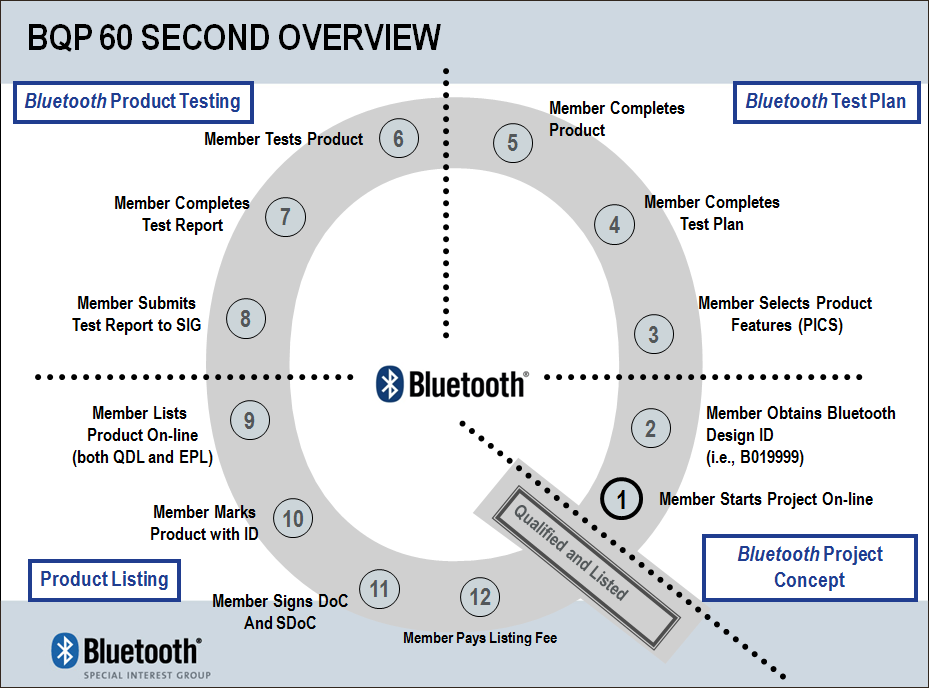 BQP 60 SECOND OVERVIEW
Bluetooth Product Testing
Bluetooth Test Plan
Member Completes
Product
5
6
Member Tests Product
Member Completes
Test Plan
4
7
Member Completes
Test Report
Member Selects Product
Features (PICS)
3
8
Member Submits
Test Report to SIG
Bluetooth®
Member Lists
Product On-line
(both QDL and EPL)
9
2
Member Obtains Bluetooth
Design ID
(i.e., B019999)
1
Member Starts Project On-line
Member Marks
Product with ID
10
Qualified and Listed
Bluetooth Project
Concept
Product Listing
11
Member Signs DoC
And SDoC
12
Member Pays Listing Fee
Bluetooth®
SPECIAL INTEREST GROUP